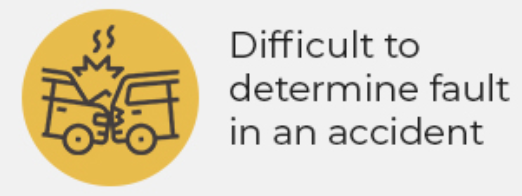 Difficult to
determine fault
in an accident